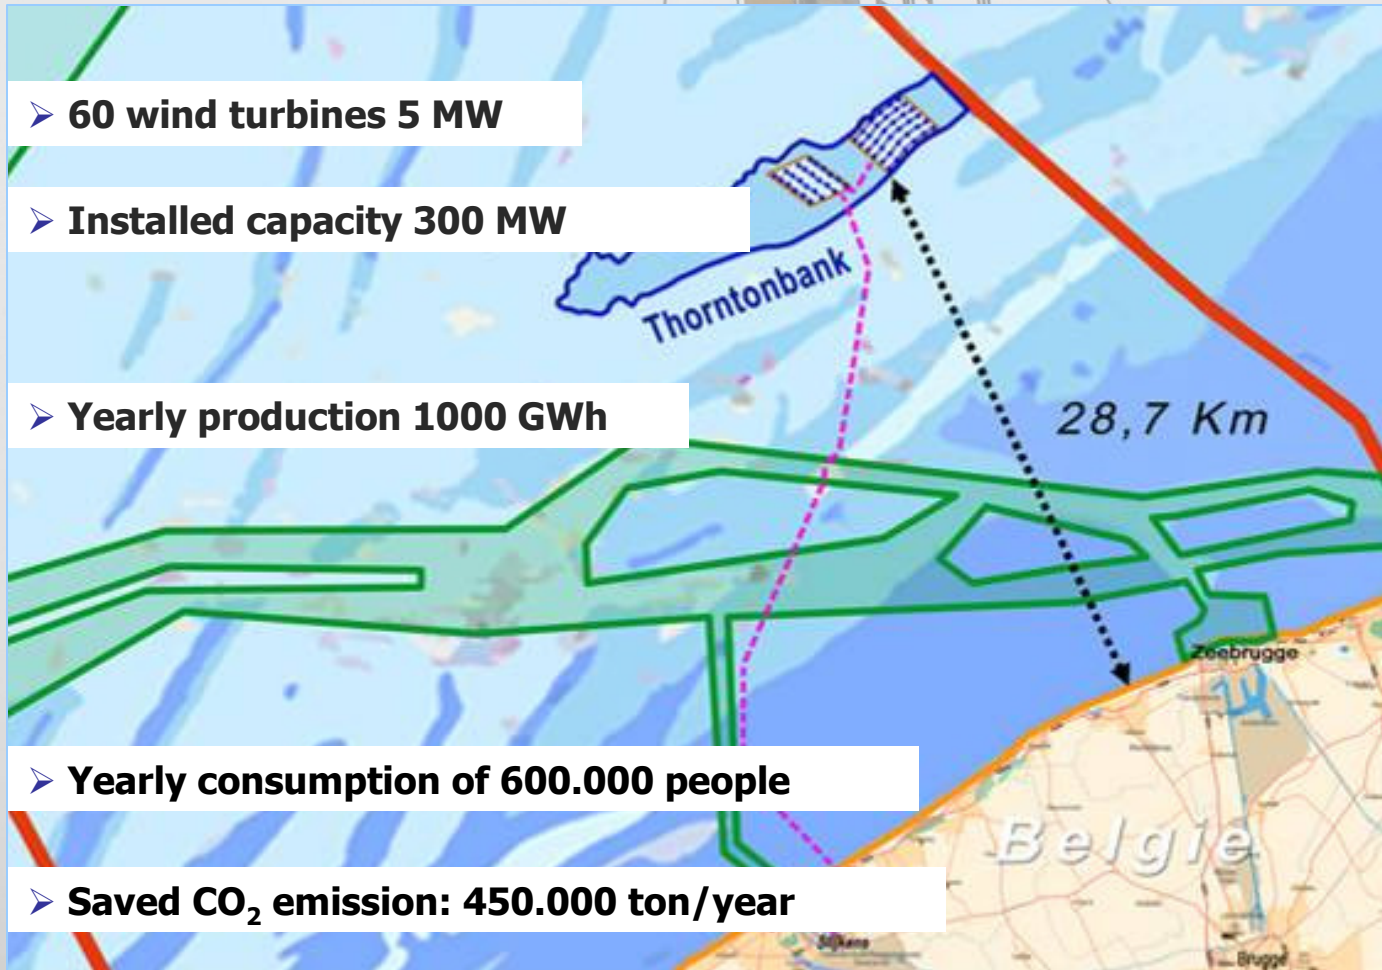 ➢ 60 wind turbines 5 MW
➢ Installed capacity 300 MW
Thorntonbank
➢ Yearly production 1000 GWh
28,7 Km
Zeebrugge
➢ Yearly consumption of 600.000 people
België
➢ Saved CO₂ emission: 450.000 ton/year
Slijkens
Brugge